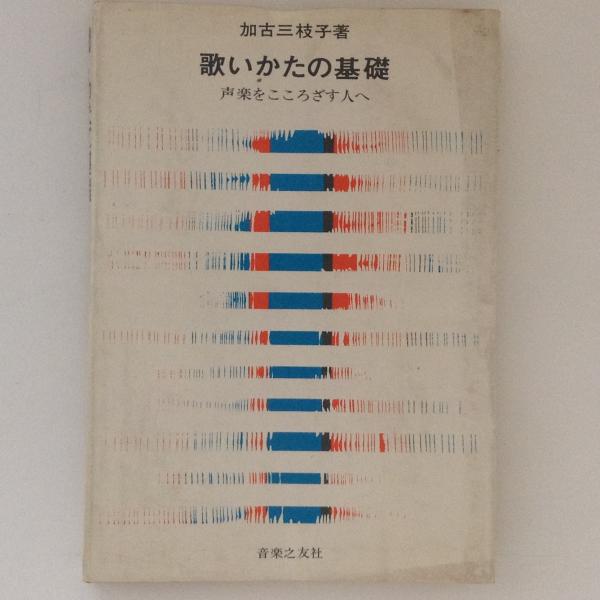 加古三枝子著
歌いかたの基礎
声楽をこころざす人へ
音楽之友社